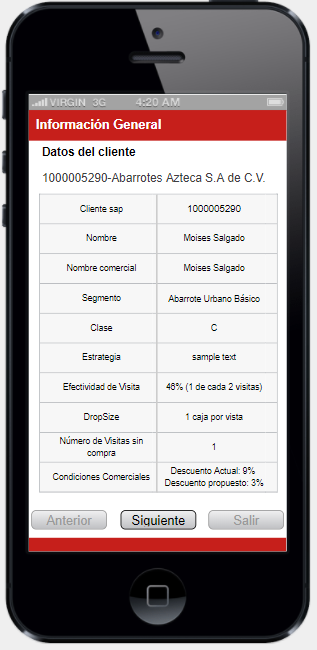 VIRGIN 3G 4:20 AM
Información General
Datos del cliente
1000005290-Abarrotes Azteca S.A de C.V.
Cliente sap 1000005290
Nombre Moises Salgado
Nombre comercial Moises Salgado
Segmento Abarrote Urbano Básico
Clase C
Estrategia sample text
Efectividad de Visita 46% (1 de cada 2 visitas)
DropSize 1 caja por vista
Número de Visitas sin
compra 1
Condiciones Comerciales Descuento Actual: 9%
Descuento propuesto: 3%
Anterior Siguiente Salir